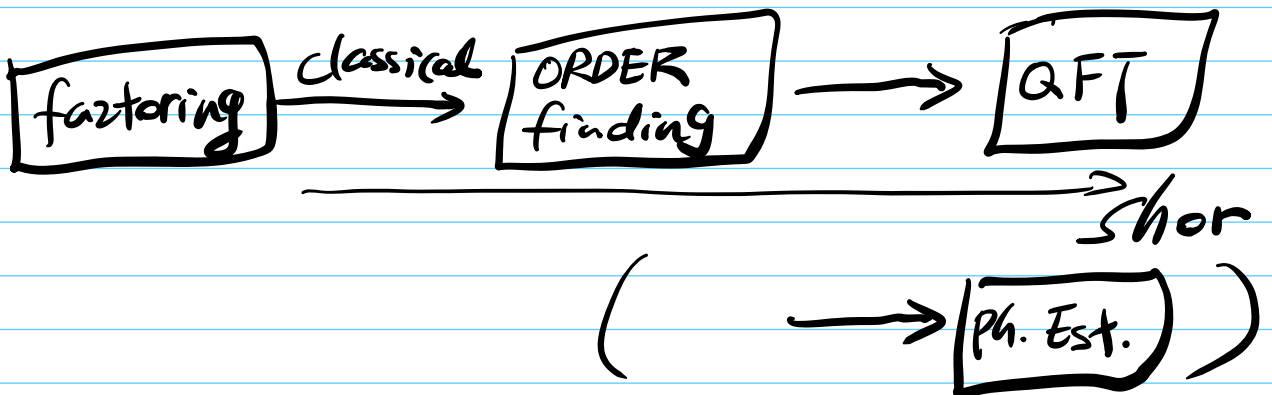 classical
faztoring
ORDER
finding
QFT
Shor
( Ph. Est. )